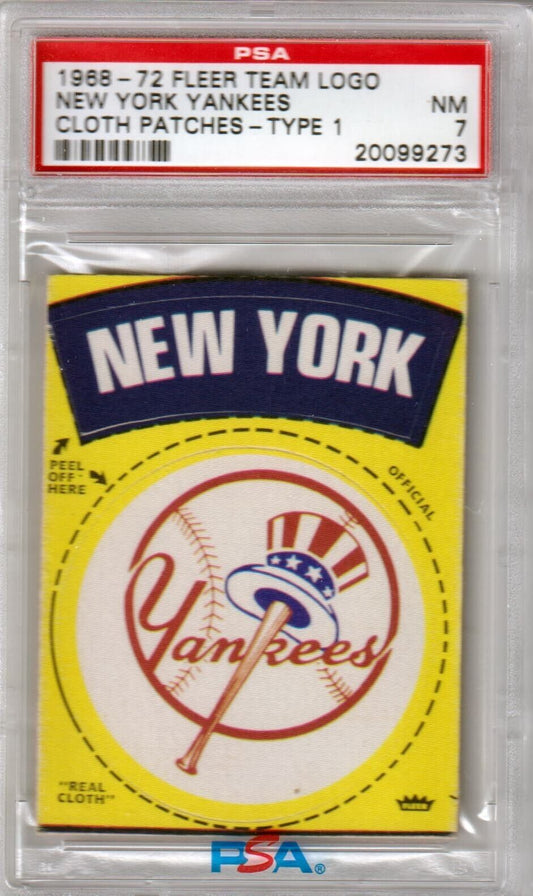 PSA
1968-72 FLEER TEAM LOGO
NEW YORK YANKEES NM
CLOTH PATCHES-TYPE 1 7
20099273
NEW YORK
PEEL
OFF
HERE
OFFICIAL
Yankees
"REAL
CLOTH"
FLEER
PSA®